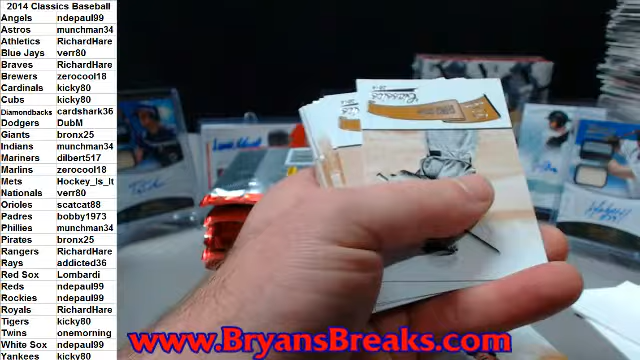 2014 Classics Baseball
Angels ndepaul99
Astros munchman34
Athletics RichardHare
Blue Jays verr80
Braves RichardHare
Brewers zerocool18
Cardinals kicky80
Cubs kicky80
Diamondbacks cardshark36
Dodgers DubM
Giants bronx25
Indians munchman34
Mariners dilbert517
Marlins zerocool18
Mets Hockey_Is_It
Nationals verr80
Orioles scatcat88
Padres bobby1973
Phillies munchman34
Pirates bronx25
Rangers RichardHare
Rays addicted36
Red Sox Lombardi
Reds ndepaul99
Rockies ndepaul99
Royals RichardHare
Tigers kicky80
Twins onemorning
White Sox ndepaul99
Yankees kicky80
Classics
www.BryansBreaks.com